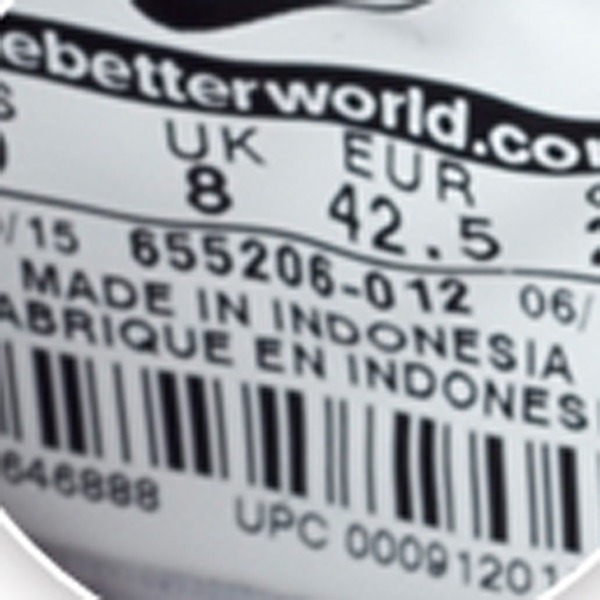 ebetterworld.co
UK EUR
8 42.5
/15 655206-012 06/
MADE IN INDONESIA
ABRIQUE EN INDONES
646888 UPC 00091201